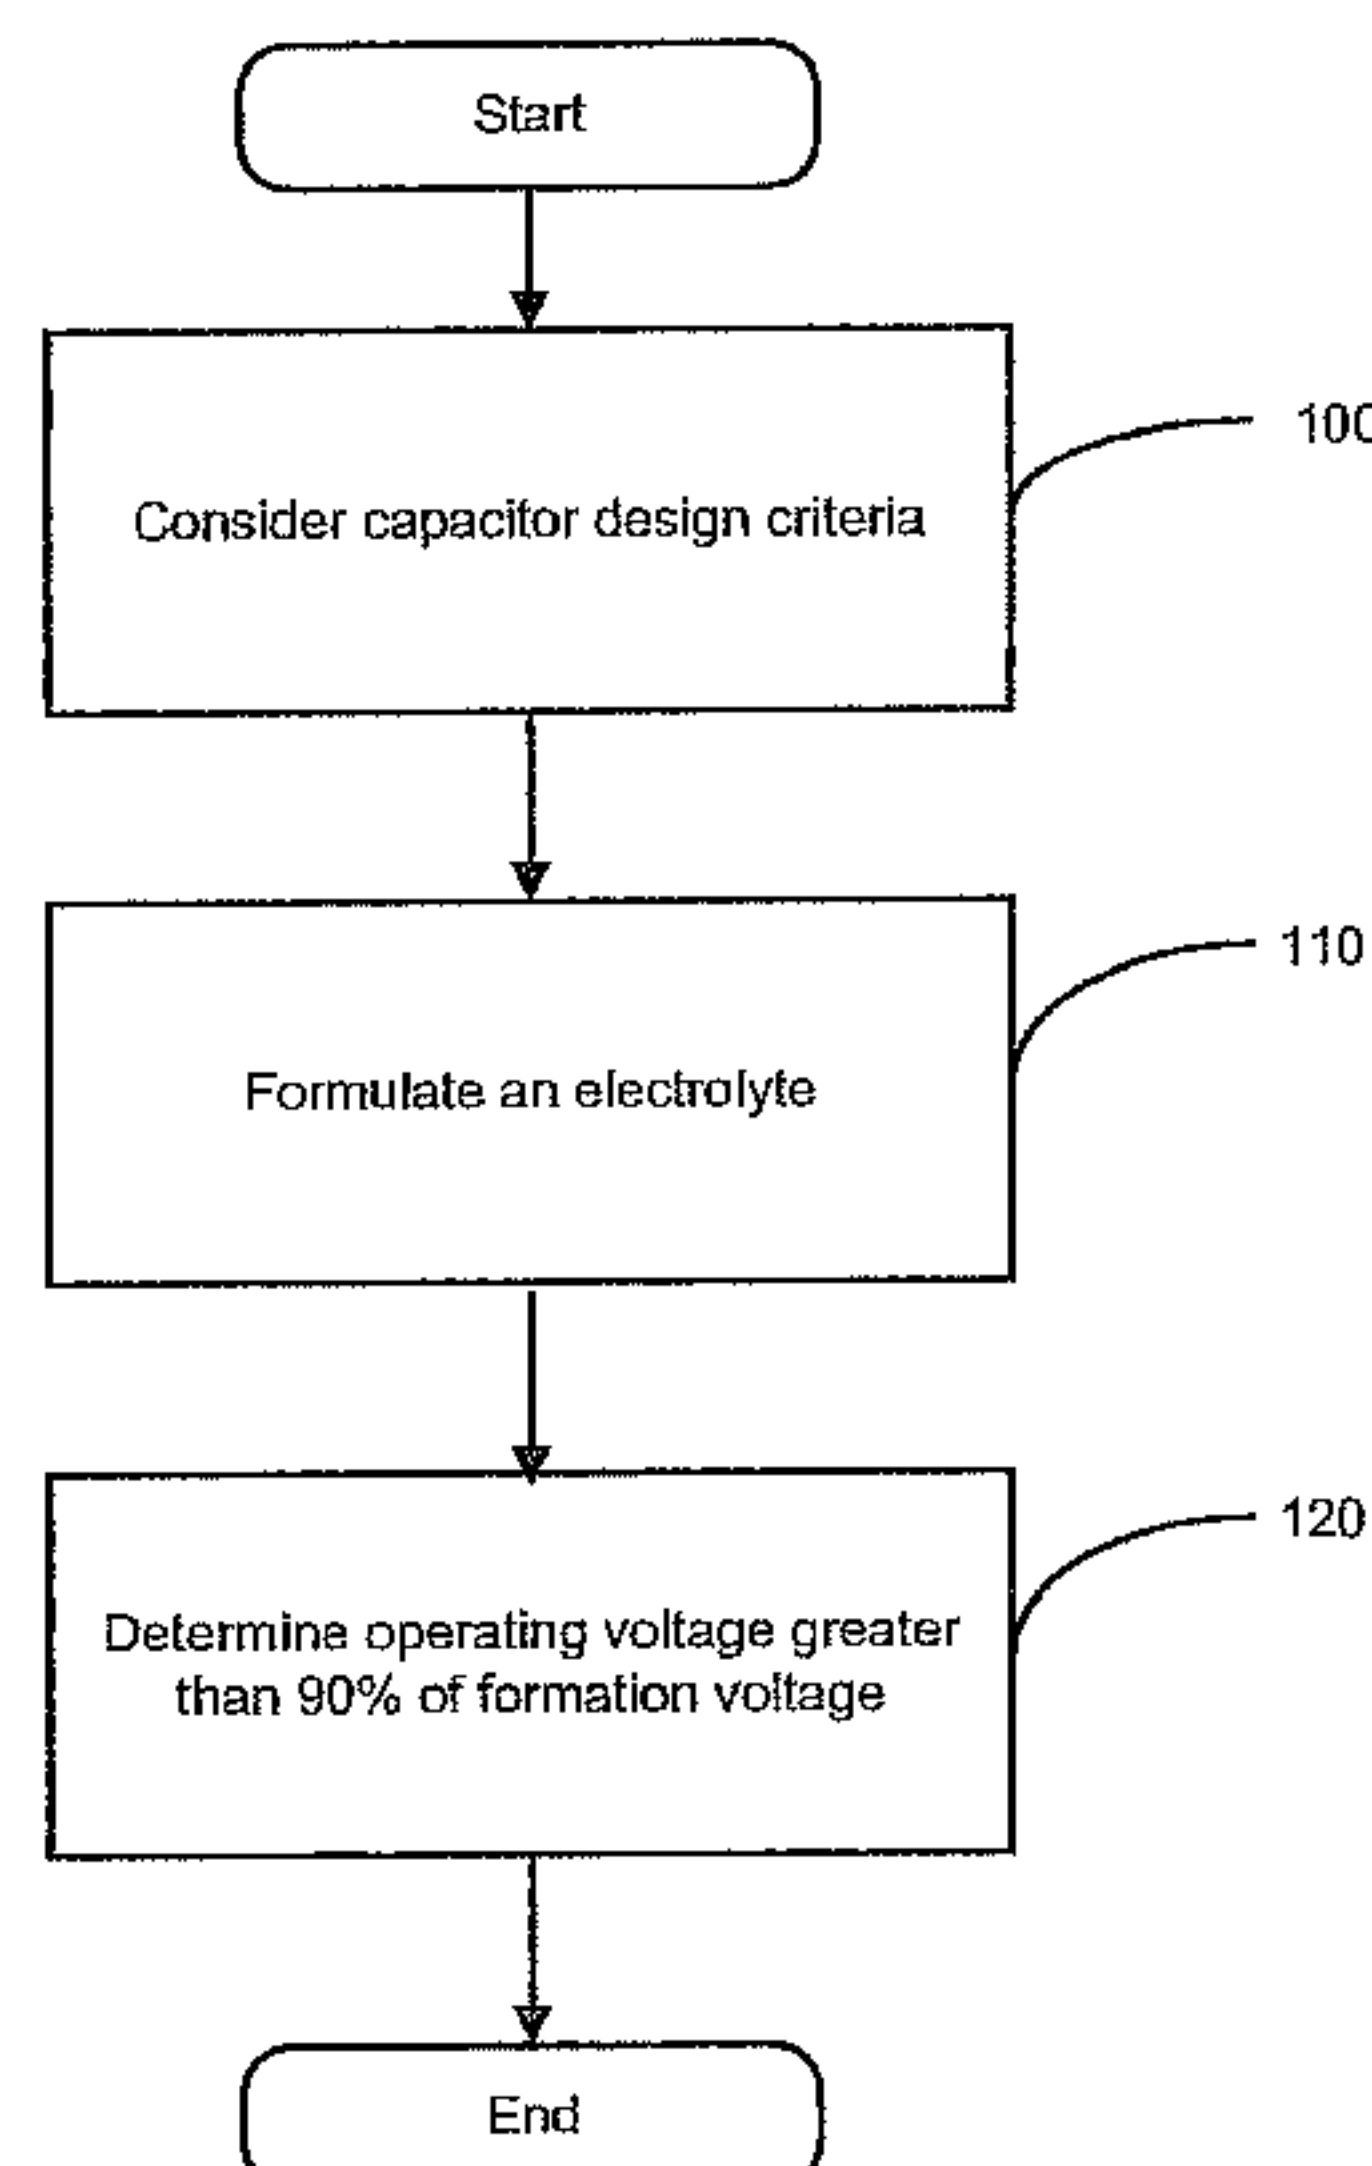 Start
Consider capacitor design criteria
100
110
Formulate an electrolyte
120
Determine operating voltage greater
than 90% of formation voltage
End